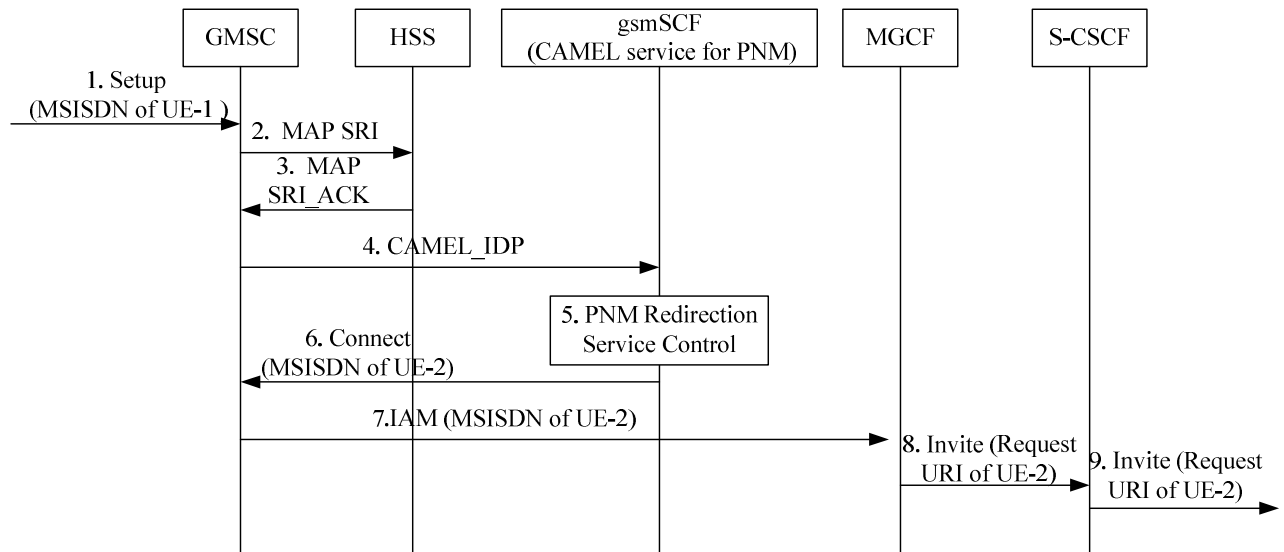 GMSC
HSS
gsmSCF
(CAMEL service for PNM)
MGCF
S-CSCF
1. Setup
(MSISDN of UE-1 )
2.  MAP SRI
3.  MAP
SRI_ACK
4. CAMEL_IDP
5. PNM Redirection
Service Control
6. Connect
(MSISDN of UE-2)
7.IAM (MSISDN of UE-2)
8. Invite (Request
URI of UE-2)
9. Invite (Request
URI of UE-2)